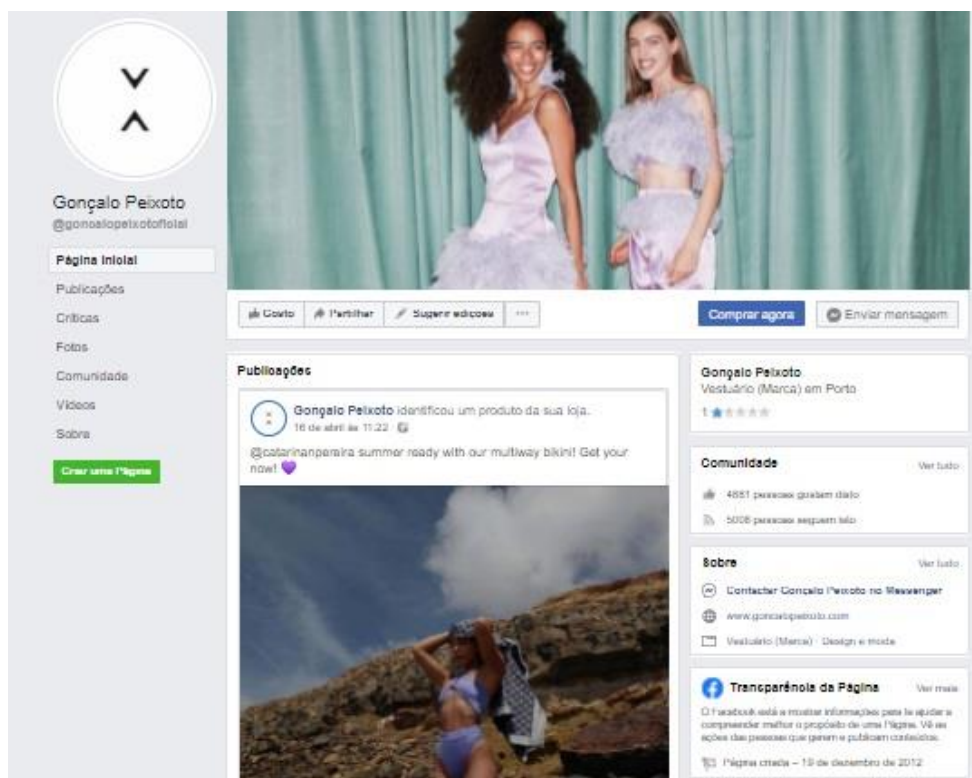 Gonçalo Peixoto
@goncalopeixotoficial
Página inicial
Publicações
Críticas
Fotos
Comunidade
Vídeos
Sobre
Criar uma Página
Gosto
Partilhar
Sugerir edições
...
Comprar agora
Enviar mensagem
Publicações
Gonçalo Peixoto identificou um produto da sua loja.
16 de abril às 11:22
@catarinanpereira summer ready with our multiway bikini! Get your
now! 💜
Gonçalo Peixoto
Vestuário (Marca) em Porto
1
Comunidade
Ver tudo
4881 pessoas gostam disto
5008 pessoas seguem isto
Sobre
Ver tudo
Contactar Gonçalo Peixoto no Messenger
www.goncalopeixoto.com
Vestuário (Marca) · Design e moda
Transparência da Página
Ver mais
O Facebook está a mostrar informações para te ajudar a
compreender melhor o propósito de uma Página. Vê as
ações das pessoas que gerem e publicam conteúdos.
Página criada – 19 de dezembro de 2012